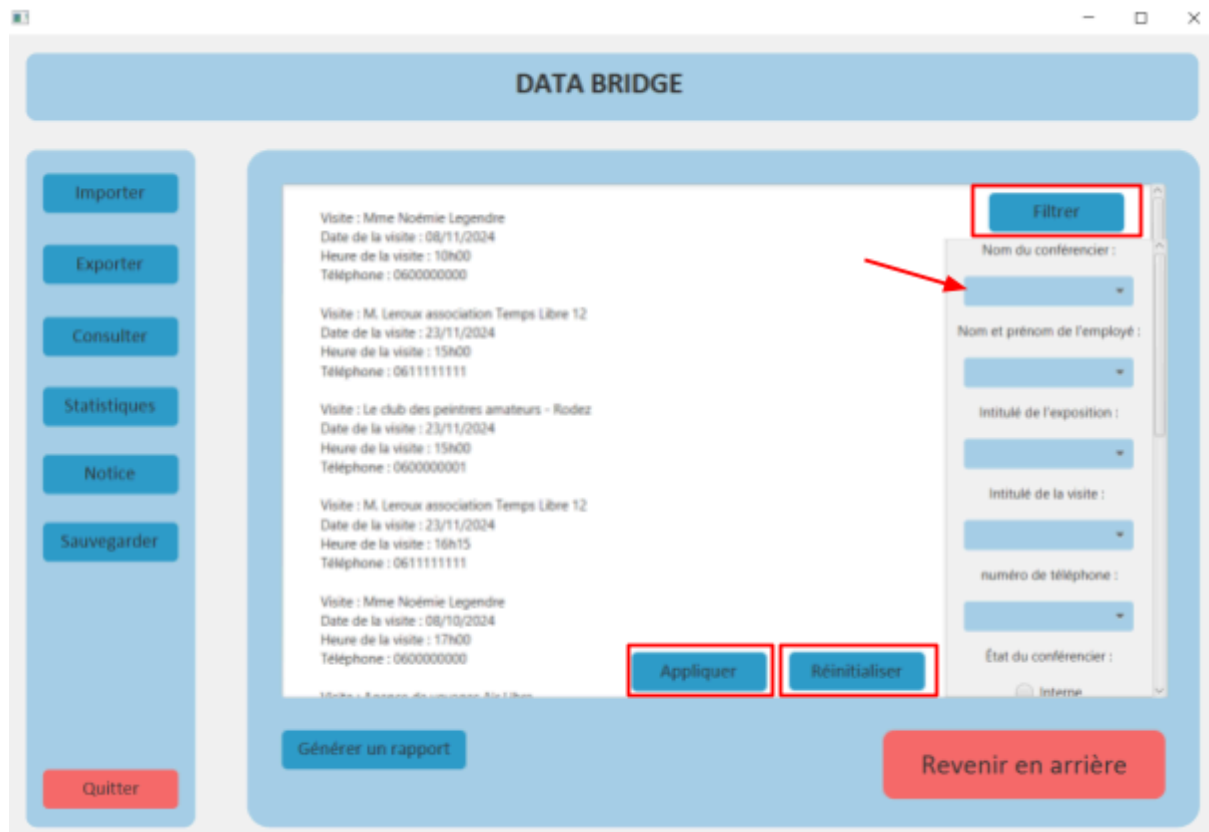 DATA BRIDGE
Importer
Exporter
Consulter
Statistiques
Notice
Sauvegarder
Quitter
Visite : Mme Noémie Legendre
Date de la visite : 08/11/2024
Heure de la visite : 10h00
Téléphone : 0600000000
Visite : M. Leroux association Temps Libre 12
Date de la visite : 23/11/2024
Heure de la visite : 15h00
Téléphone : 0611111111
Visite : Le club des peintres amateurs - Rodez
Date de la visite : 23/11/2024
Heure de la visite : 15h00
Téléphone : 0600000001
Visite : M. Leroux association Temps Libre 12
Date de la visite : 23/11/2024
Heure de la visite : 16h15
Téléphone : 0611111111
Visite : Mme Noémie Legendre
Date de la visite : 08/10/2024
Heure de la visite : 17h00
Téléphone : 0600000000
Visite : Agence de voyages Air Libre
Filtrer
Nom du conférencier :
Nom et prénom de l'employé :
Intitulé de l'exposition :
Intitulé de la visite :
numéro de téléphone :
État du conférencier :
Interne
Appliquer
Réinitialiser
Générer un rapport
Revenir en arrière